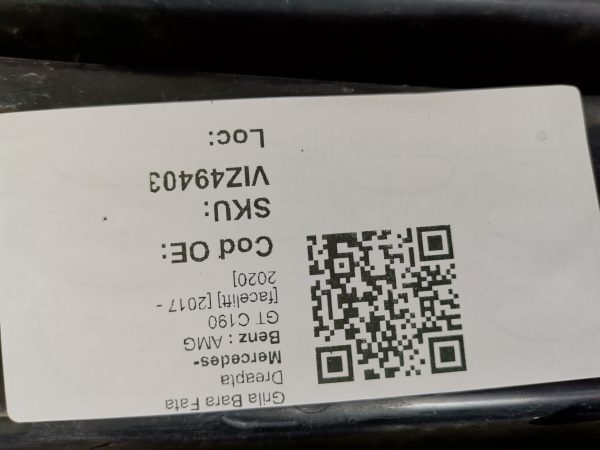 Grila Bara Fata
Dreapta
Mercedes-
Benz : AMG
GT C190
[facelift] [2017 -
2020]
Cod OE:
SKU:
VIZ49403
Loc: